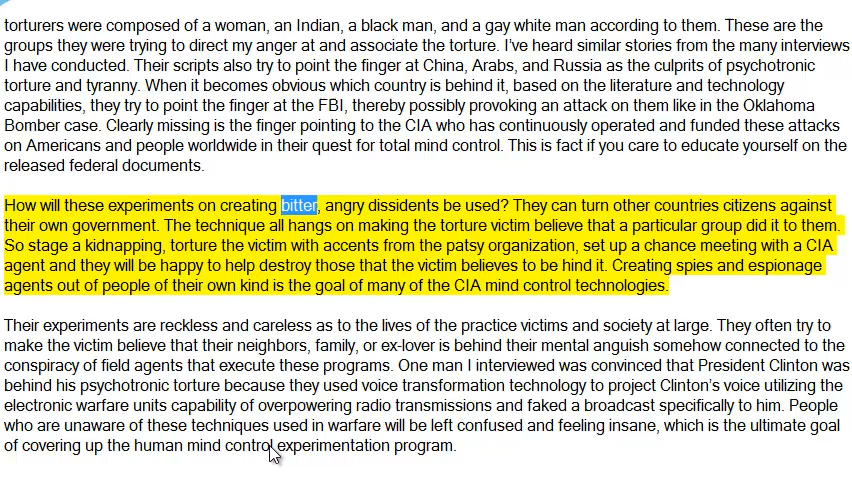 torturers were composed of a woman, an Indian, a black man, and a gay white man according to them. These are the
groups they were trying to direct my anger at and associate the torture. I've heard similar stories from the many interviews
I have conducted. Their scripts also try to point the finger at China, Arabs, and Russia as the culprits of psychotronic
torture and tyranny. When it becomes obvious which country is behind it, based on the literature and technology
capabilities, they try to point the finger at the FBI, thereby possibly provoking an attack on them like in the Oklahoma
Bomber case. Clearly missing is the finger pointing to the CIA who has continuously operated and funded these attacks
on Americans and people worldwide in their quest for total mind control. This is fact if you care to educate yourself on the
released federal documents.
How will these experiments on creating bitter, angry dissidents be used? They can turn other countries citizens against
their own government. The technique all hangs on making the torture victim believe that a particular group did it to them.
So stage a kidnapping, torture the victim with accents from the patsy organization, set up a chance meeting with a CIA
agent and they will be happy to help destroy those that the victim believes to be hind it. Creating spies and espionage
agents out of people of their own kind is the goal of many of the CIA mind control technologies.
Their experiments are reckless and careless as to the lives of the practice victims and society at large. They often try to
make the victim believe that their neighbors, family, or ex-lover is behind their mental anguish somehow connected to the
conspiracy of field agents that execute these programs. One man I interviewed was convinced that President Clinton was
behind his psychotronic torture because they used voice transformation technology to project Clinton's voice utilizing the
electronic warfare units capability of overpowering radio transmissions and faked a broadcast specifically to him. People
who are unaware of these techniques used in warfare will be left confused and feeling insane, which is the ultimate goal
of covering up the human mind control experimentation program.